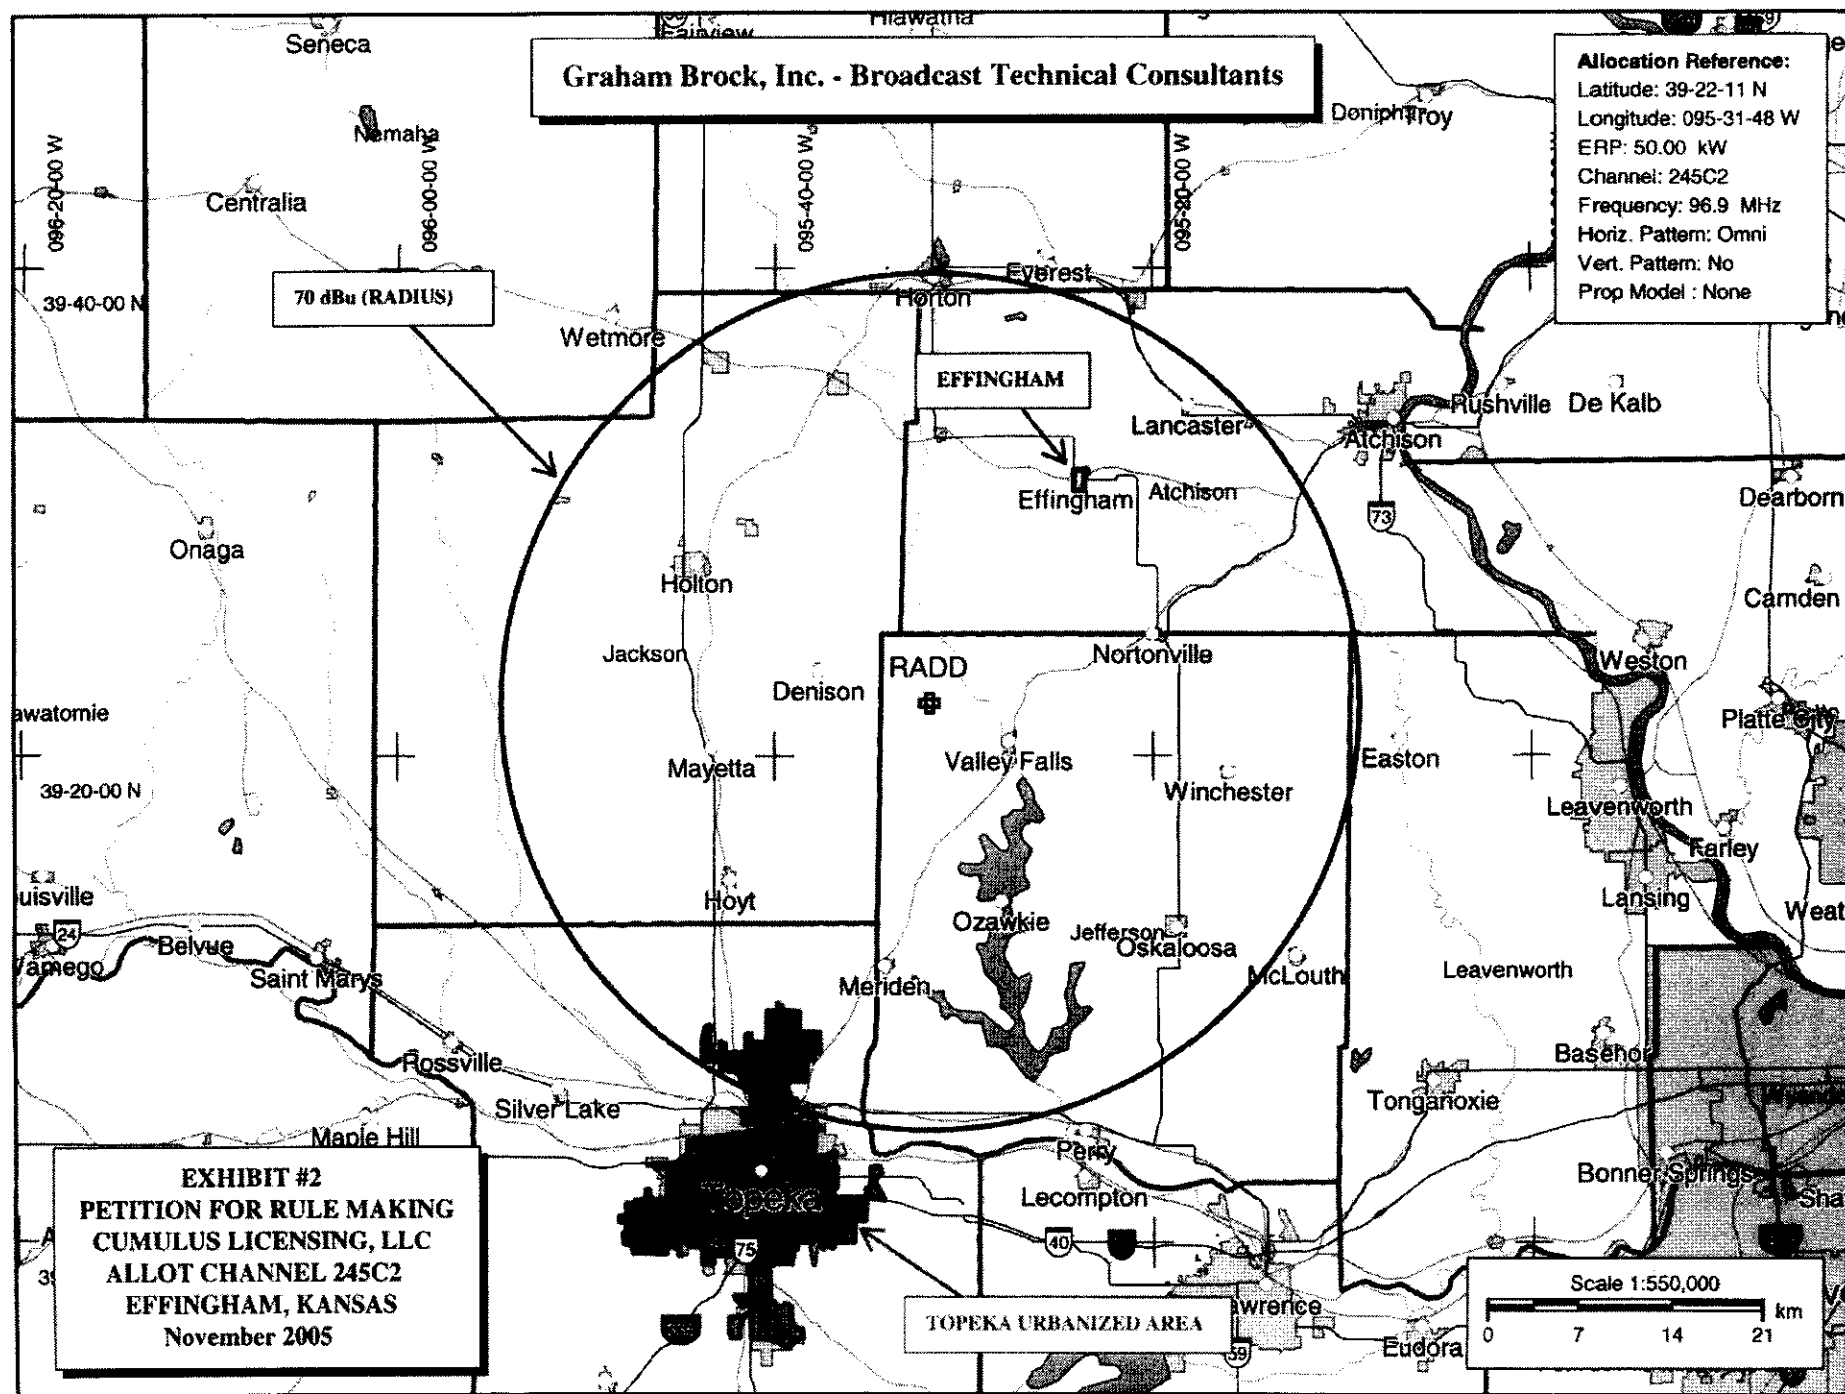 Hiawatha
Fairview
Seneca
Graham Brock, Inc. - Broadcast Technical Consultants
Allocation Reference:
Latitude: 39-22-11 N
Longitude: 095-31-48 W
ERP: 50.00 kW
Channel: 245C2
Frequency: 96.9 MHz
Horiz. Pattern: Omni
Vert. Pattern: No
Prop Model : None
Nemaha
Doniphan
Troy
096-20-00 W
096-00-00 W
095-40-00 W
095-20-00 W
Centralia
Everest
39-40-00 N
70 dBu (RADIUS)
Horton
Wetmore
EFFINGHAM
Rushville
De Kalb
Lancaster
Atchison
Effingham
Atchison
Dearborn
73
Onaga
Holton
Camden
Jackson
Nortonville
RADD
Weston
Denison
awatomie
Platte City
Mayetta
Valley Falls
Easton
39-20-00 N
Winchester
Leavenworth
Farley
uisville
Hoyt
Lansing
Weat
24
Ozawkie
Jefferson
Oskaloosa
Belvue
Wamego
Saint Marys
Meriden
McLouth
Leavenworth
Rossville
Basehor
Silver Lake
Tonganoxie
Maple Hill
Perry
EXHIBIT #2
PETITION FOR RULE MAKING
CUMULUS LICENSING, LLC
ALLOT CHANNEL 245C2
EFFINGHAM, KANSAS
November 2005
Topeka
Lecompton
Bonner Springs
Sha
75
40
TOPEKA URBANIZED AREA
awrence
59
Eudora
Scale 1:550,000
km
0 7 14 21